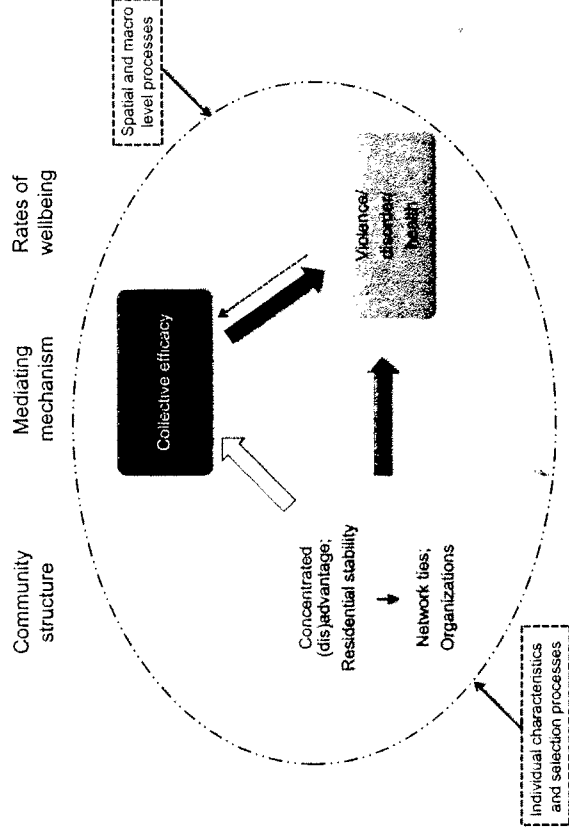 Community
structure
Mediating
mechanism
Rates of
wellbeing
Spatial and macro
level processes
Collective efficacy
Concentrated
(dis)advantage;
Residential stability
Network ties;
Organizations
Violence/
disorder/
health
Individual characteristics
and selection processes